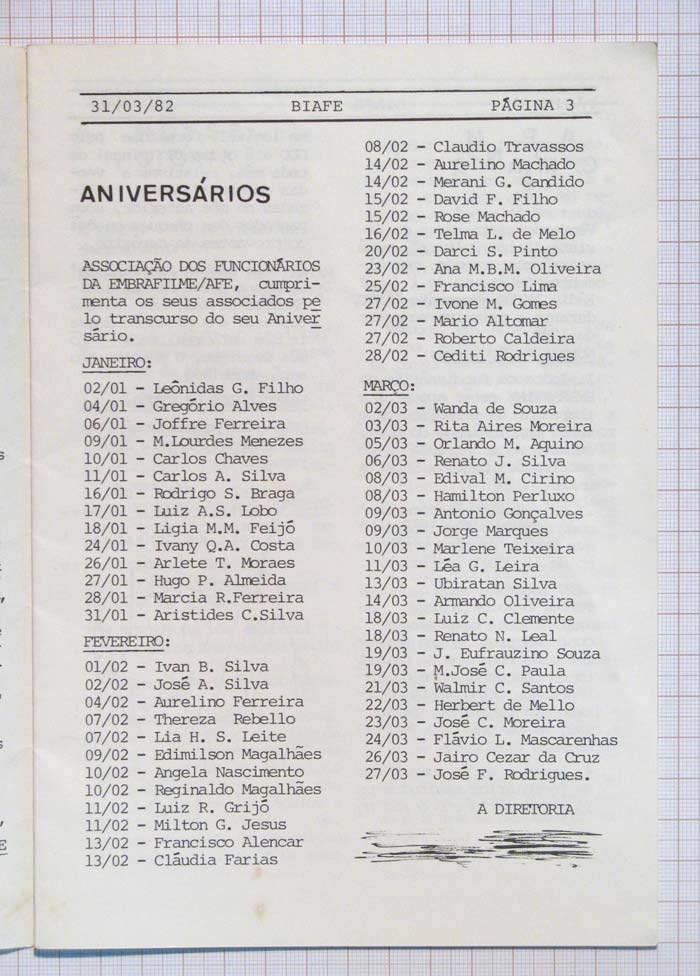 31/03/82 BIAFE PÁGINA 3
ANIVERSÁRIOS
ASSOCIAÇÃO DOS FUNCIONÁRIOS
DA EMBRAFILME/AFE, cumpri-
menta os seus associados pe
lo transcurso do seu Aniver
sário.
JANEIRO:
02/01 - Leônidas G. Filho
04/01 - Gregório Alves
06/01 - Joffre Ferreira
09/01 - M.Lourdes Menezes
10/01 - Carlos Chaves
11/01 - Carlos A. Silva
16/01 - Rodrigo S. Braga
17/01 - Luiz A.S. Lobo
18/01 - Ligia M.M. Feijó
24/01 - Ivany Q.A. Costa
26/01 - Arlete T. Moraes
27/01 - Hugo P. Almeida
28/01 - Marcia R.Ferreira
31/01 - Aristides C.Silva
FEVEREIRO:
01/02 - Ivan B. Silva
02/02 - José A. Silva
04/02 - Aurelino Ferreira
07/02 - Thereza Rebello
07/02 - Lia H. S. Leite
09/02 - Edimilson Magalhães
10/02 - Angela Nascimento
10/02 - Reginaldo Magalhães
11/02 - Luiz R. Grijó
11/02 - Milton G. Jesus
13/02 - Francisco Alencar
13/02 - Cláudia Farias
08/02 - Claudio Travassos
14/02 - Aurelino Machado
14/02 - Merani G. Candido
15/02 - David F. Filho
15/02 - Rose Machado
16/02 - Telma L. de Melo
20/02 - Darci S. Pinto
23/02 - Ana M.B.M. Oliveira
25/02 - Francisco Lima
27/02 - Ivone M. Gomes
27/02 - Mario Altomar
27/02 - Roberto Caldeira
28/02 - Cediti Rodrigues
MARÇO:
02/03 - Wanda de Souza
03/03 - Rita Aires Moreira
05/03 - Orlando M. Aquino
06/03 - Renato J. Silva
08/03 - Edival M. Cirino
08/03 - Hamilton Perluxo
09/03 - Antonio Gonçalves
09/03 - Jorge Marques
10/03 - Marlene Teixeira
11/03 - Léa G. Leira
13/03 - Ubiratan Silva
14/03 - Armando Oliveira
18/03 - Luiz C. Clemente
18/03 - Renato N. Leal
19/03 - J. Eufrauzino Souza
19/03 - M.José C. Paula
21/03 - Walmir C. Santos
22/03 - Herbert de Mello
23/03 - José C. Moreira
24/03 - Flávio L. Mascarenhas
26/03 - Jairo Cezar da Cruz
27/03 - José F. Rodrigues.
A DIRETORIA